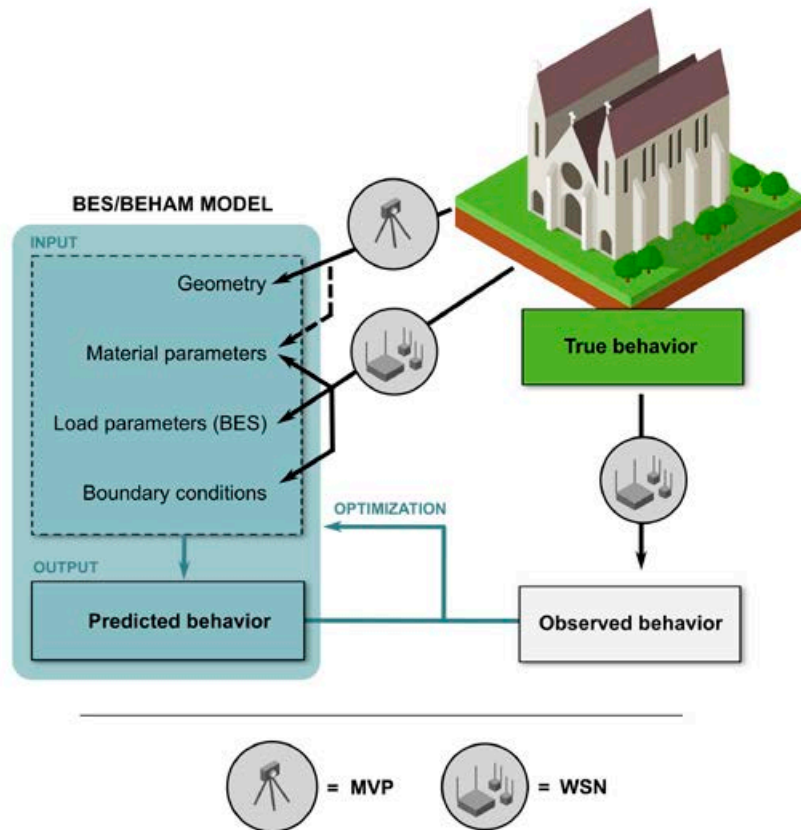 BES/BEHAM MODEL
INPUT
Geometry
Material parameters
Load parameters (BES)
Boundary conditions
True behavior
OPTIMIZATION
OUTPUT
Predicted behavior
Observed behavior
= MVP
= WSN